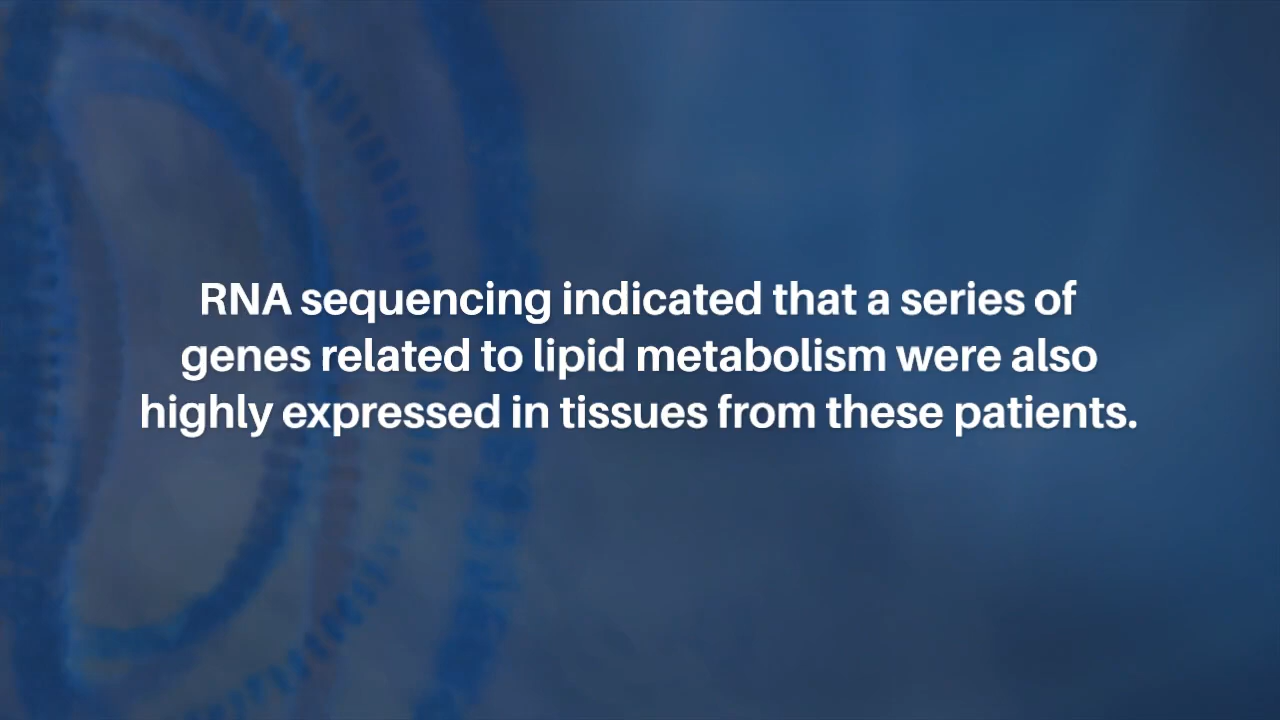 RNA sequencing indicated that a series of
genes related to lipid metabolism were also
highly expressed in tissues from these patients.